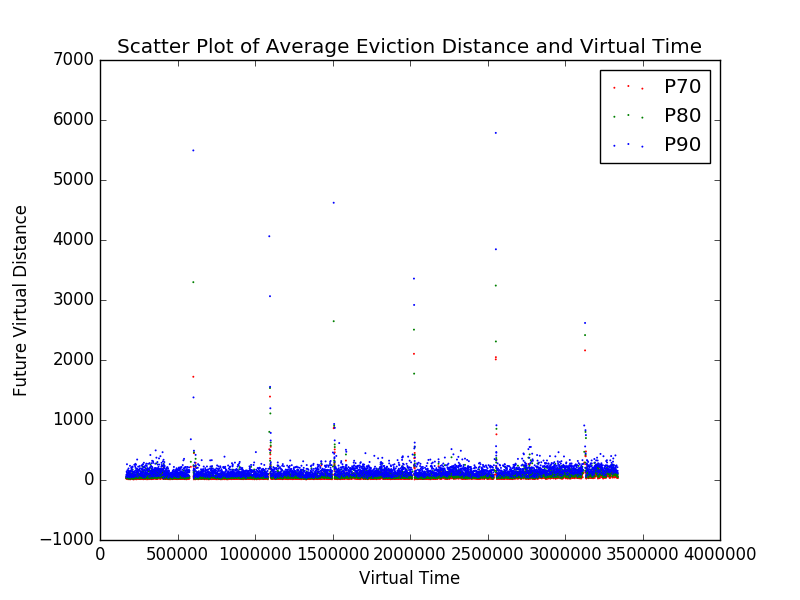 Scatter Plot of Average Eviction Distance and Virtual Time
7000
6000
5000
4000
3000
2000
1000
0
−1000
Future Virtual Distance
P70
P80
P90
0 500000 1000000 1500000 2000000 2500000 3000000 3500000 4000000
Virtual Time